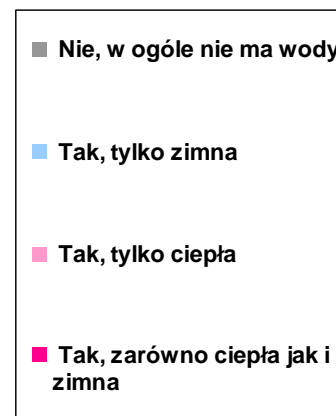 Nie, w ogóle nie ma wody
Tak, tylko zimna
Tak, tylko ciepła
Tak, zarówno ciepła jak i
zimna